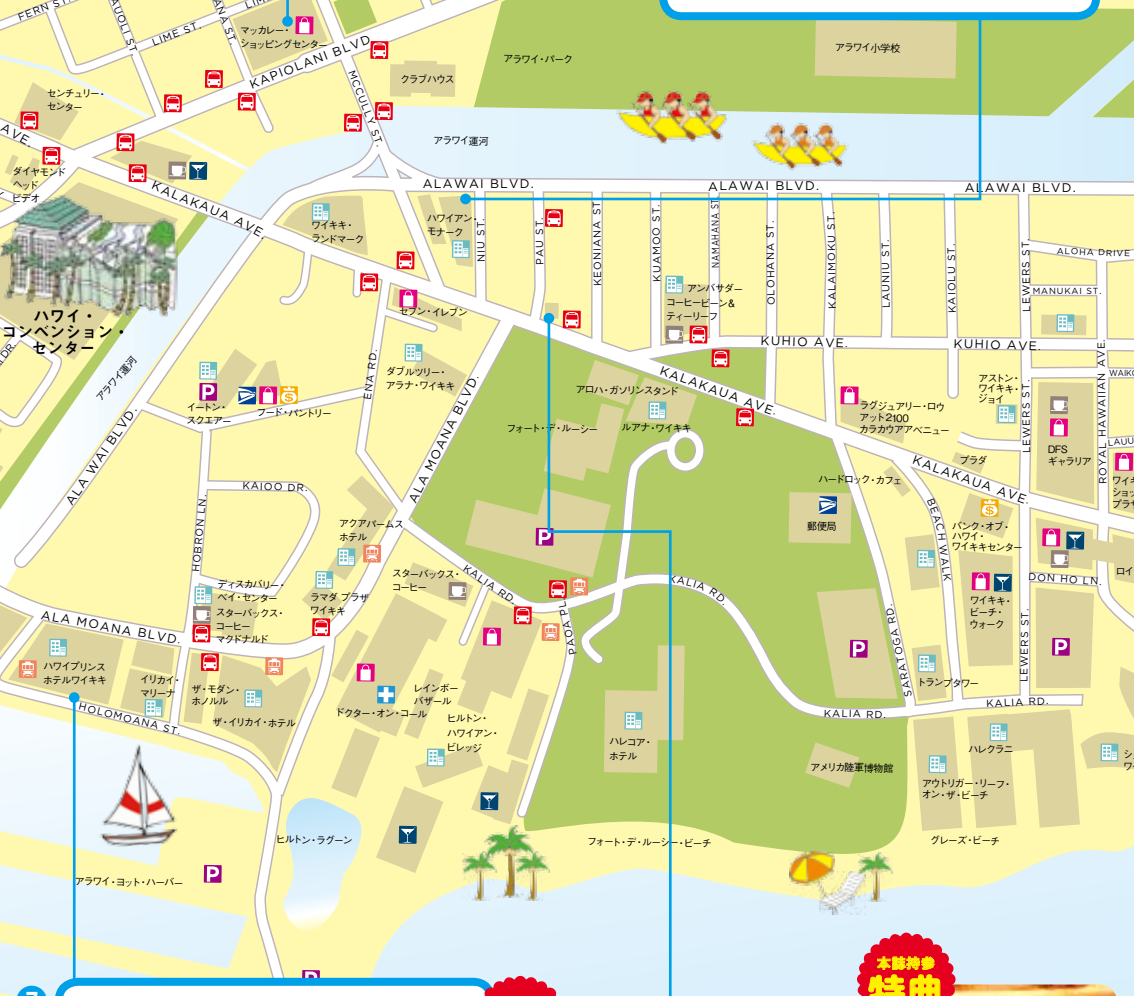 FERN ST.
LIME ST.
マッカレー・
ショッピングセンター
KAPIOLANI BLVD.
MCCULLY ST.
クラブハウス
アラワイ・パーク
アラワイ小学校
センチュリー・
センター
AVE.
ダイヤモンド
ヘッド
ビデオ
KALAKAUA AVE.
アラワイ運河
ALAWAI BLVD.
ALAWAI BLVD.
ALAWAI BLVD.
ワイキキ・
ランドマーク
ハワイアン・
モナーク
NIU ST.
PAU ST.
KEONIANA ST.
KUAMOO ST.
NAMAHANA ST.
OLOHANA ST.
KALAIMOKU ST.
LAUNIU ST.
KAIOLU ST.
LEWERS ST.
ALOHA DRIVE
MANUKAI ST.
アンバサダー
コーヒービーン&
ティーリーフ
セブン・イレブン
ハワイ・
コンベンション・
センター
アラワイ運河
KUHIO AVE.
KUHIO AVE.
ENA RD.
ダブルツリー・
アラナ・ワイキキ
P
イートン・
スクエアー
フード・パントリー
ALA MOANA BLVD.
アロハ・ガソリンスタンド
ルアナ・ワイキキ
フォート・デ・ルーシー
KALAKAUA AVE.
ラグジュアリー・ロウ
アット2100
カラカウアアベニュー
アストン・
ワイキキ・
ジョイ
LEWERS ST.
ROYAL HAWAIIAN AVE.
DFS
ギャラリア
プラダ
ハードロック・カフェ
KALAKAUA AVE.
ALA WAI BLVD.
KAIOO DR.
HOBRON LN.
アクアパームス
ホテル
P
郵便局
BEACH WALK
バンク・オブ・
ハワイ・
ワイキキセンター
DON HO LN.
ワイキキ・
ビーチ・
ウォーク
ディスカバリー・
ベイ・センター
スターバックス・
コーヒー
マクドナルド
ラマダ プラザ
ワイキキ
スターバックス・
コーヒー
KALIA RD.
KALIA RD.
PAOA PL.
SARATOGA RD.
LEWERS ST.
P
P
ALA MOANA BLVD.
ハワイプリンス
ホテルワイキキ
イリカイ・
マリーナ
ザ・モダン・
ホノルル
ザ・イリカイ・ホテル
HOLOMOANA ST.
ドクター・オン・コール
レインボー
バザール
ヒルトン・
ハワイアン・
ビレッジ
トランプタワー
KALIA RD.
KALIA RD.
ハレコア・
ホテル
アメリカ陸軍博物館
ハレクラニ
アウトリガー・リーフ・
オン・ザ・ビーチ
ヒルトン・ラグーン
フォート・デ・ルーシー・ビーチ
グレーズ・ビーチ
アラワイ・ヨット・ハーバー
P
本誌持参
特典